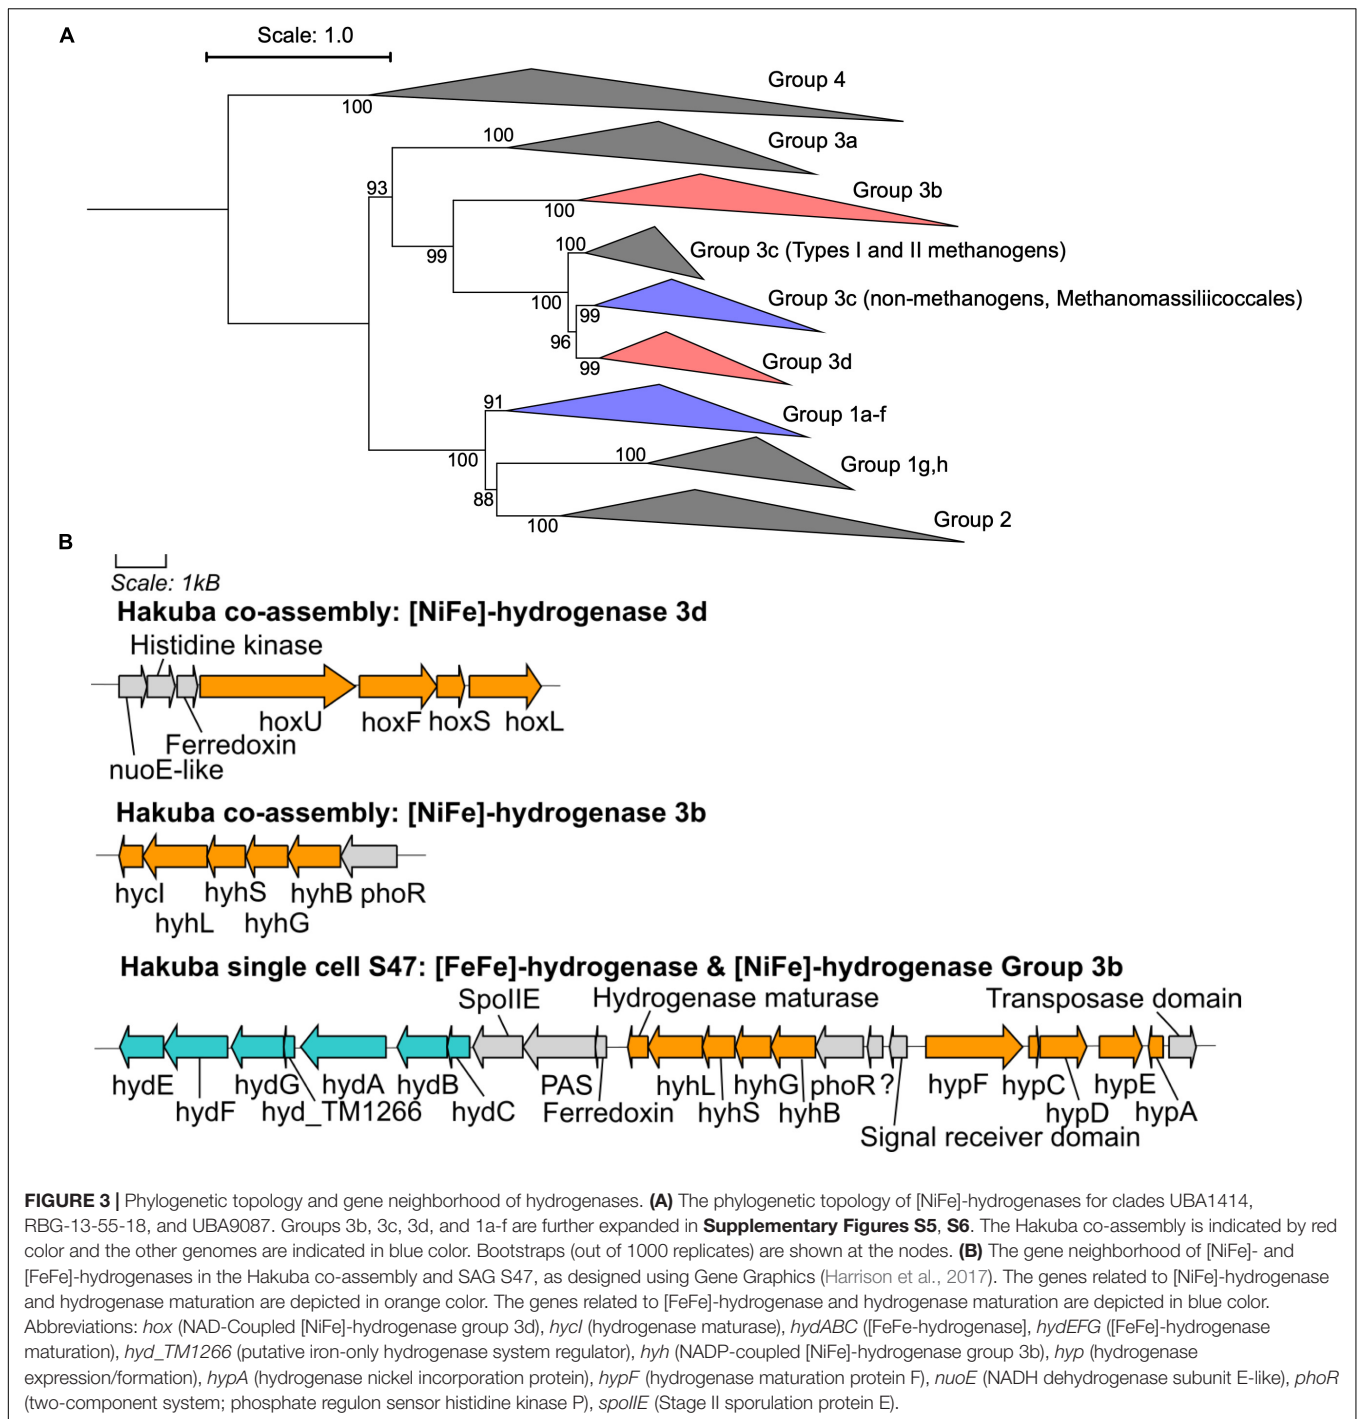 A
Scale: 1.0
Group 4
100
100
Group 3a
93
Group 3b
100
99
100
Group 3c (Types I and II methanogens)
100
Group 3c (non-methanogens, Methanomassiliicoccales)
99
96
Group 3d
99
91
Group 1a-f
100
100
Group 1g,h
88
100
Group 2
B
Scale: 1kB
Hakuba co-assembly: [NiFe]-hydrogenase 3d
Histidine kinase
hoxU hoxF hoxS hoxL
Ferredoxin
nuoE-like
Hakuba co-assembly: [NiFe]-hydrogenase 3b
hycI hyhS hyhB phoR
hyhL hyhG
Hakuba single cell S47: [FeFe]-hydrogenase & [NiFe]-hydrogenase Group 3b
SpoIIE Hydrogenase maturase Transposase domain
hydE hydG hydA hydB PAS hyhL hyhG phoR ? hypF hypC hypE
hydF hyd_TM1266 hydC Ferredoxin hyhS hyhB hypD hypA
Signal receiver domain
FIGURE 3 | Phylogenetic topology and gene neighborhood of hydrogenases. (A) The phylogenetic topology of [NiFe]-hydrogenases for clades UBA1414,
RBG-13-55-18, and UBA9087. Groups 3b, 3c, 3d, and 1a-f are further expanded in Supplementary Figures S5, S6. The Hakuba co-assembly is indicated by red
color and the other genomes are indicated in blue color. Bootstraps (out of 1000 replicates) are shown at the nodes. (B) The gene neighborhood of [NiFe]- and
[FeFe]-hydrogenases in the Hakuba co-assembly and SAG S47, as designed using Gene Graphics (Harrison et al., 2017). The genes related to [NiFe]-hydrogenase
and hydrogenase maturation are depicted in orange color. The genes related to [FeFe]-hydrogenase and hydrogenase maturation are depicted in blue color.
Abbreviations: hox (NAD-Coupled [NiFe]-hydrogenase group 3d), hycI (hydrogenase maturase), hydABC ([FeFe-hydrogenase], hydEFG ([FeFe]-hydrogenase
maturation), hyd_TM1266 (putative iron-only hydrogenase system regulator), hyh (NADP-coupled [NiFe]-hydrogenase group 3b), hyp (hydrogenase
expression/formation), hypA (hydrogenase nickel incorporation protein), hypF (hydrogenase maturation protein F), nuoE (NADH dehydrogenase subunit E-like), phoR
(two-component system; phosphate regulon sensor histidine kinase P), spoIIE (Stage II sporulation protein E).